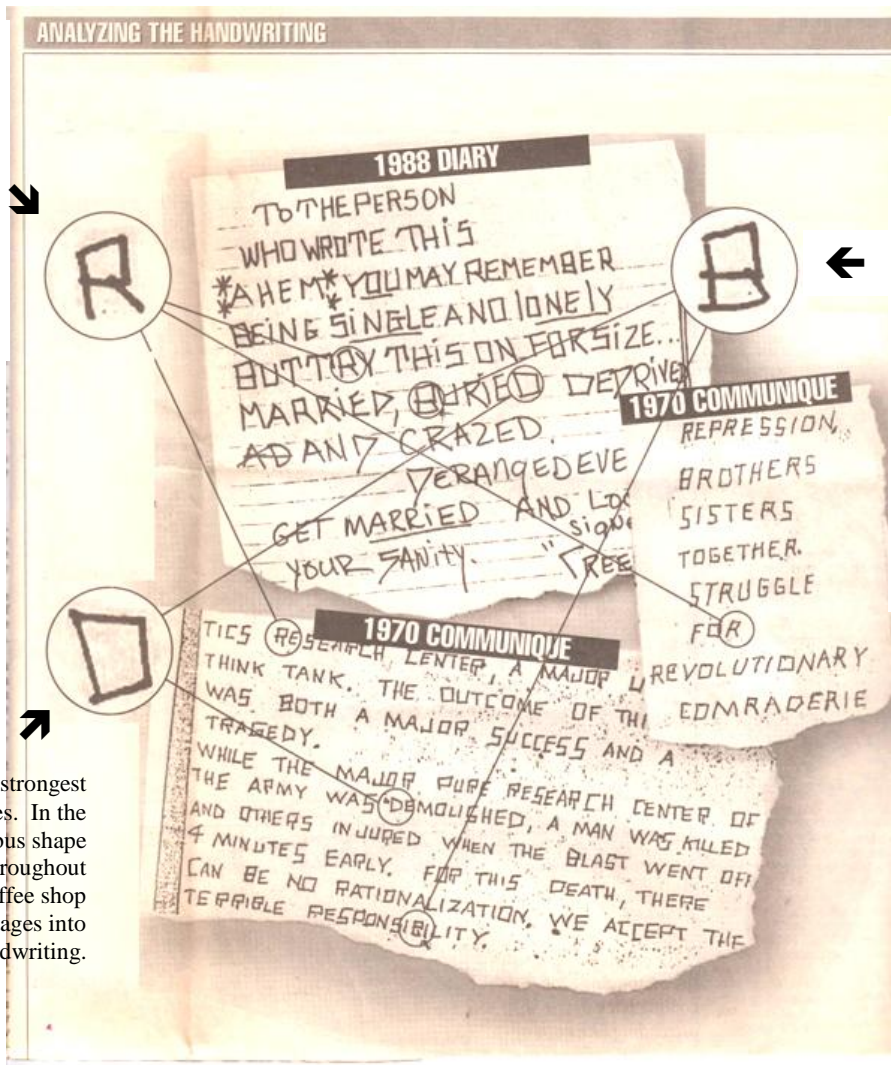 ANALYZING THE HANDWRITING
1988 DIARY
TO THE PERSON
WHO WROTE THIS
*AHEM* *YOU MAY REMEMBER
BEING SINGLE AND lONElY
BUT TRY THIS ON FOR SIZE...
MARRIED, BURIED DEPRIVE
AD AND CRAZED.
DERANGED EVE
GET MARRIED AND LO
YOUR SANITY. " signe
R
B
D
1970 COMMUNIQUE
REPRESSION,
BROTHERS
SISTERS
TOGETHER.
STRUGGLE
FOR
REVOLUTIONARY
COMRADERIE
1970 COMMUNIQUE
TICS RESEARCH CENTER, A MAJOR U
THINK TANK. THE OUTCOME OF THI
WAS BOTH A MAJOR SUCCESS AND A
TRAGEDY.
WHILE THE MAJOR PURE RESEARCH CENTER OF
THE ARMY WAS DEMOLISHED, A MAN WAS KILLED
AND OTHERS INJURED WHEN THE BLAST WENT OFF
4 MINUTES EARLY. FOR THIS DEATH, THERE
CAN BE NO RATIONALIZATION. WE ACCEPT THE
TERRIBLE RESPONSIBILITY.
strongest
es. In the
ous shape
roughout
ffee shop
ages into
dwriting.